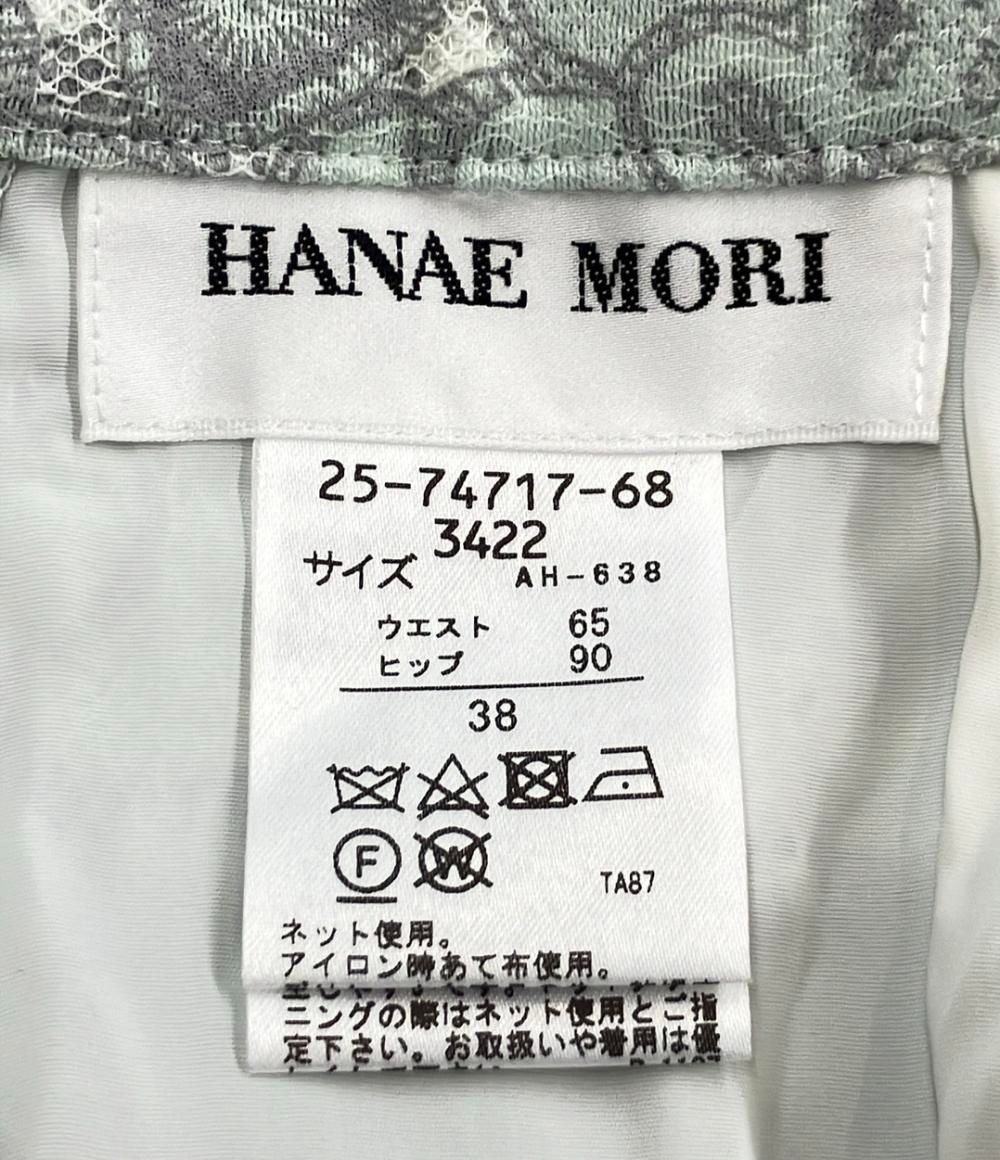 HANAE MORI
25-74717-68
3422
サイズ AH-638
ウエスト 65
ヒップ 90
38
F W
TA87
ネット使用。
アイロン時あて布使用。
ニングの際はネット使用とご指
定下さい。お取扱いや着用は優